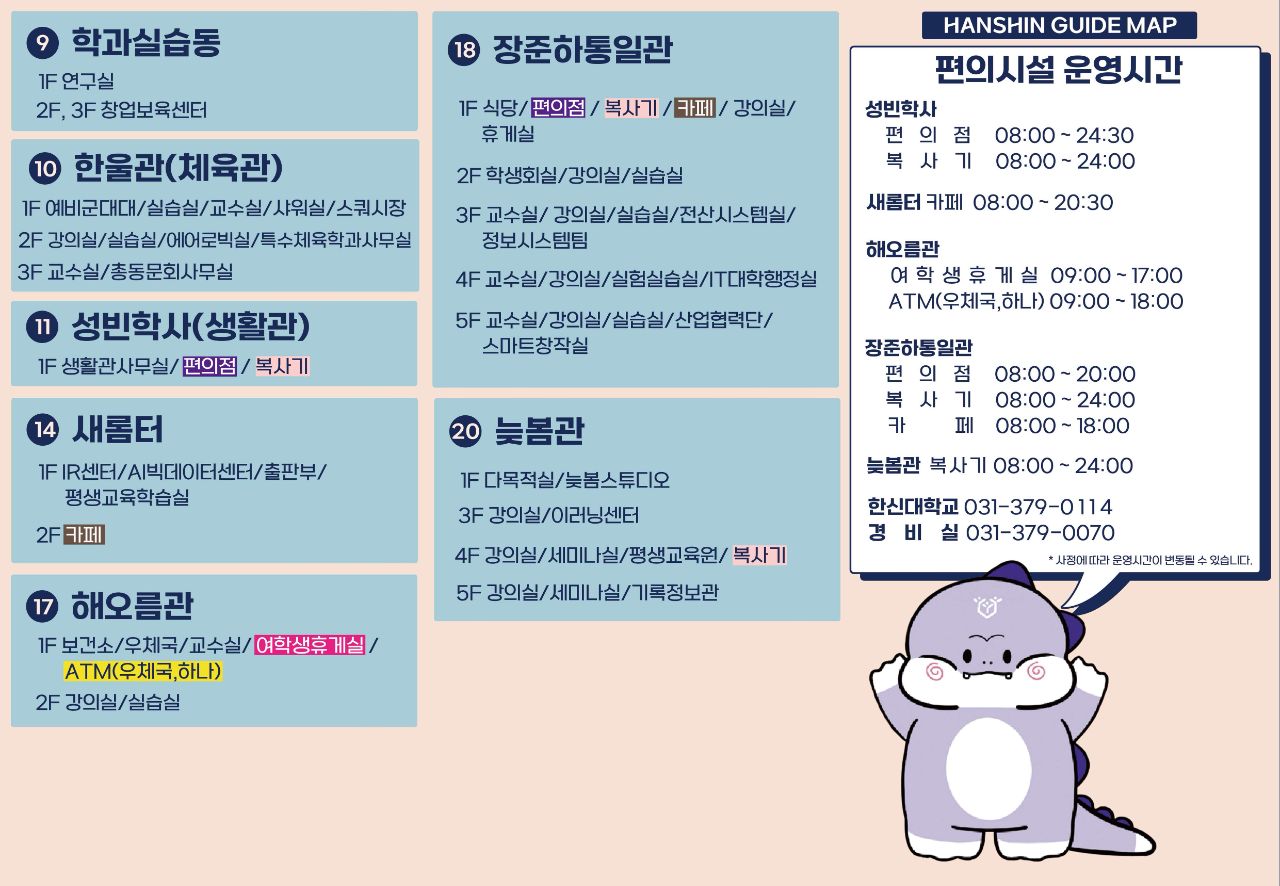 9 학과실습동
1F 연구실
2F, 3F 창업보육센터
10 한울관(체육관)
1F 예비군대대/실습실/교수실/샤워실/스쿼시장
2F 강의실/실습실/에어로빅실/특수체육학과사무실
3F 교수실/총동문회사무실
11 성빈학사(생활관)
1F 생활관사무실/ 편의점 / 복사기
14 새롬터
1F IR센터/AI빅데이터센터/출판부/
평생교육학습실
2F 카페
17 해오름관
1F 보건소/우체국/교수실/ 여학생휴게실 /
ATM(우체국,하나)
2F 강의실/실습실
18 장준하통일관
1F 식당/ 편의점 / 복사기 / 카페 / 강의실/
휴게실
2F 학생회실/강의실/실습실
3F 교수실/ 강의실/실습실/전산시스템실/
정보시스템팀
4F 교수실/강의실/실험실습실/IT대학행정실
5F 교수실/강의실/실습실/산업협력단/
스마트창작실
20 늦봄관
1F 다목적실/늦봄스튜디오
3F 강의실/이러닝센터
4F 강의실/세미나실/평생교육원/ 복사기
5F 강의실/세미나실/기록정보관
HANSHIN GUIDE MAP
편의시설 운영시간
성빈학사
편 의 점 08:00 ~ 24:30
복 사 기 08:00 ~ 24:00
새롬터 카페 08:00 ~ 20:30
해오름관
여 학 생 휴 게 실 09:00 ~ 17:00
ATM(우체국,하나) 09:00 ~ 18:00
장준하통일관
편 의 점 08:00 ~ 20:00
복 사 기 08:00 ~ 24:00
카 페 08:00 ~ 18:00
늦봄관 복사기 08:00 ~ 24:00
한신대학교 031-379-0114
경 비 실 031-379-0070
* 사정에 따라 운영시간이 변동될 수 있습니다.